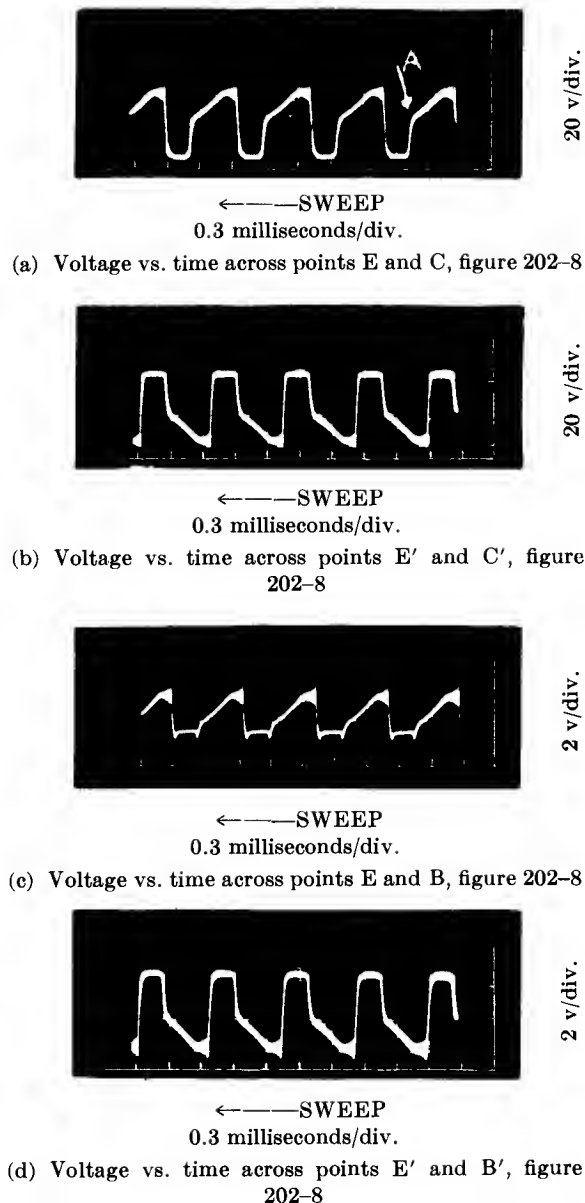 A
20 v/div.
←———SWEEP
0.3 milliseconds/div.
(a) Voltage vs. time across points E and C, figure 202–8
20 v/div.
←———SWEEP
0.3 milliseconds/div.
(b) Voltage vs. time across points E′ and C′, figure
202–8
2 v/div.
←———SWEEP
0.3 milliseconds/div.
(c) Voltage vs. time across points E and B, figure 202–8
2 v/div.
←———SWEEP
0.3 milliseconds/div.
(d) Voltage vs. time across points E′ and B′, figure
202–8